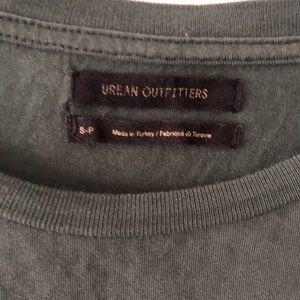 URBAN OUTFITTERS
S-P
Made in Turkey / Fabriqué en Turquie